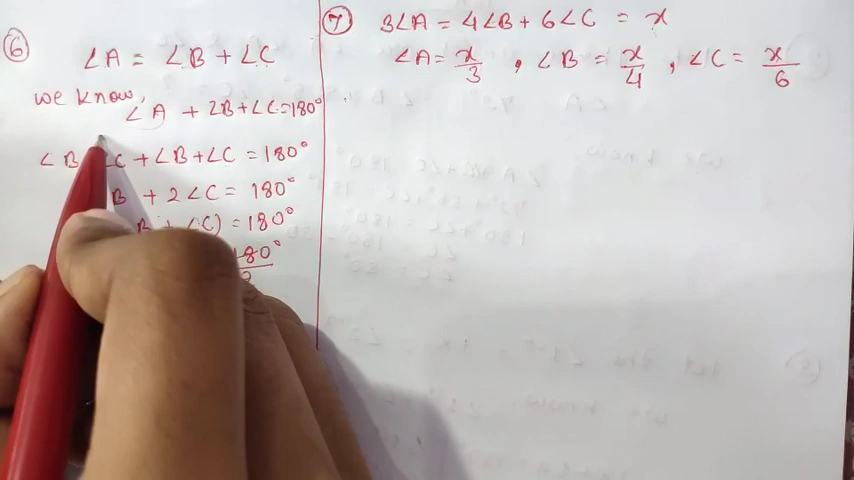 ⑥
∠A = ∠B + ∠C
we know,
∠A + ∠B + ∠C = 180°
∠B ∠C + ∠B + ∠C = 180°
B + 2∠C = 180°
B + ∠C) = 180°
180°
⑦ 3∠A = 4∠B + 6∠C = x
∠A = x/3 , ∠B = x/4 , ∠C = x/6